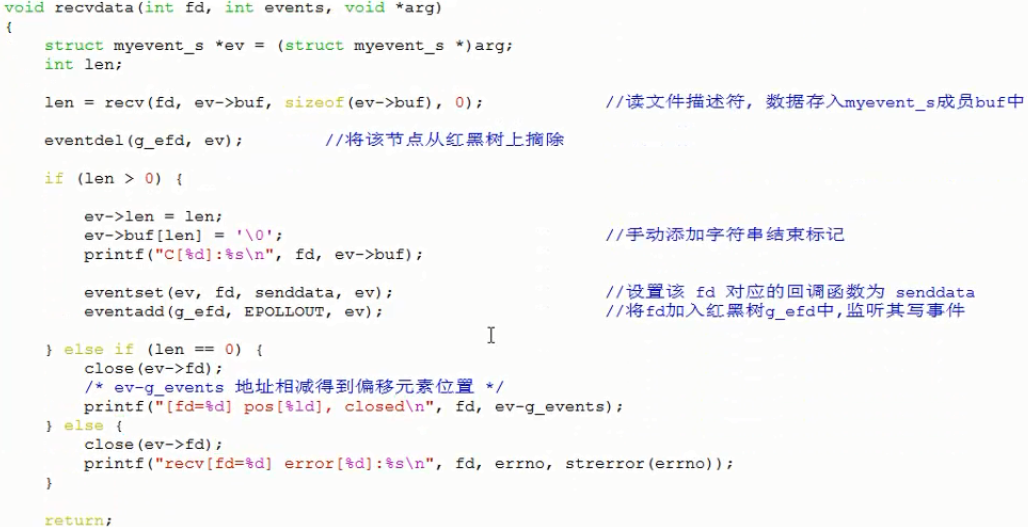 void recvdata(int fd, int events, void *arg)
{
    struct myevent_s *ev = (struct myevent_s *)arg;
    int len;

    len = recv(fd, ev->buf, sizeof(ev->buf), 0);            //读文件描述符, 数据存入myevent_s成员buf中

    eventdel(g_efd, ev);        //将该节点从红黑树上摘除

    if (len > 0) {

        ev->len = len;
        ev->buf[len] = '\0';                                //手动添加字符串结束标记
        printf("C[%d]:%s\n", fd, ev->buf);

        eventset(ev, fd, senddata, ev);                     //设置该 fd 对应的回调函数为 senddata
        eventadd(g_efd, EPOLLOUT, ev);                      //将fd加入红黑树g_efd中,监听其写事件

    } else if (len == 0) {
        close(ev->fd);
        /* ev-g_events 地址相减得到偏移元素位置 */
        printf("[fd=%d] pos[%ld], closed\n", fd, ev-g_events);
    } else {
        close(ev->fd);
        printf("recv[fd=%d] error[%d]:%s\n", fd, errno, strerror(errno));
    }

    return;